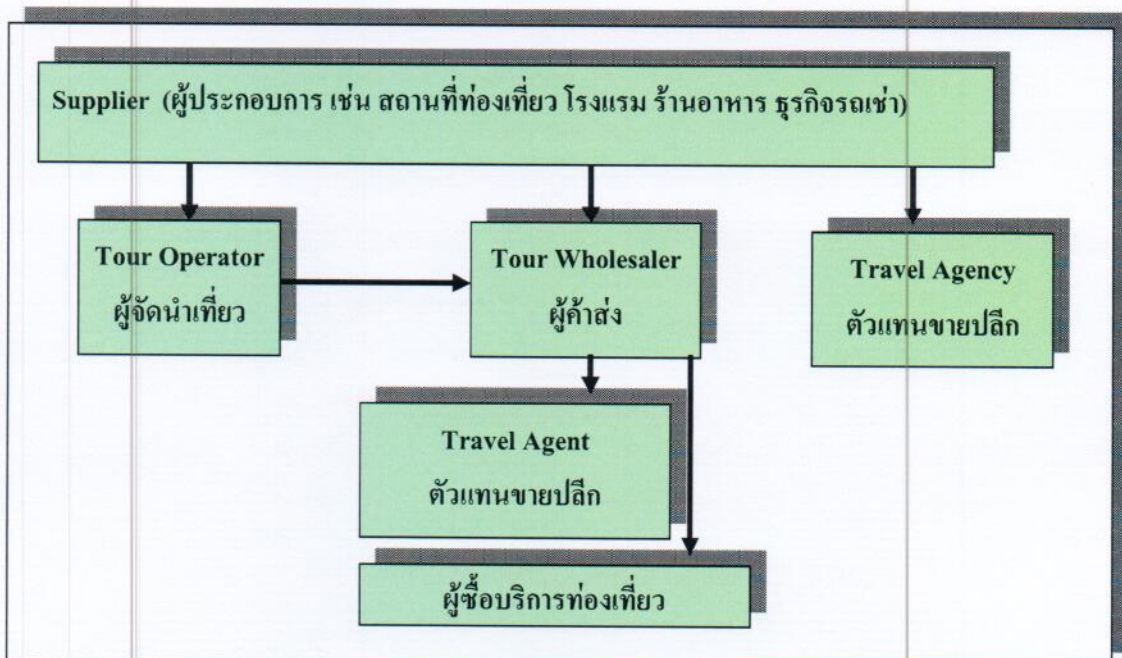 Supplier (ผู้ประกอบการ เช่น สถานที่ท่องเที่ยว โรงแรม ร้านอาหาร ธุรกิจรถเช่า)
Tour Operator
ผู้จัดนำเที่ยว
Tour Wholesaler
ผู้ค้าส่ง
Travel Agency
ตัวแทนขายปลีก
Travel Agent
ตัวแทนขายปลีก
ผู้ซื้อบริการท่องเที่ยว